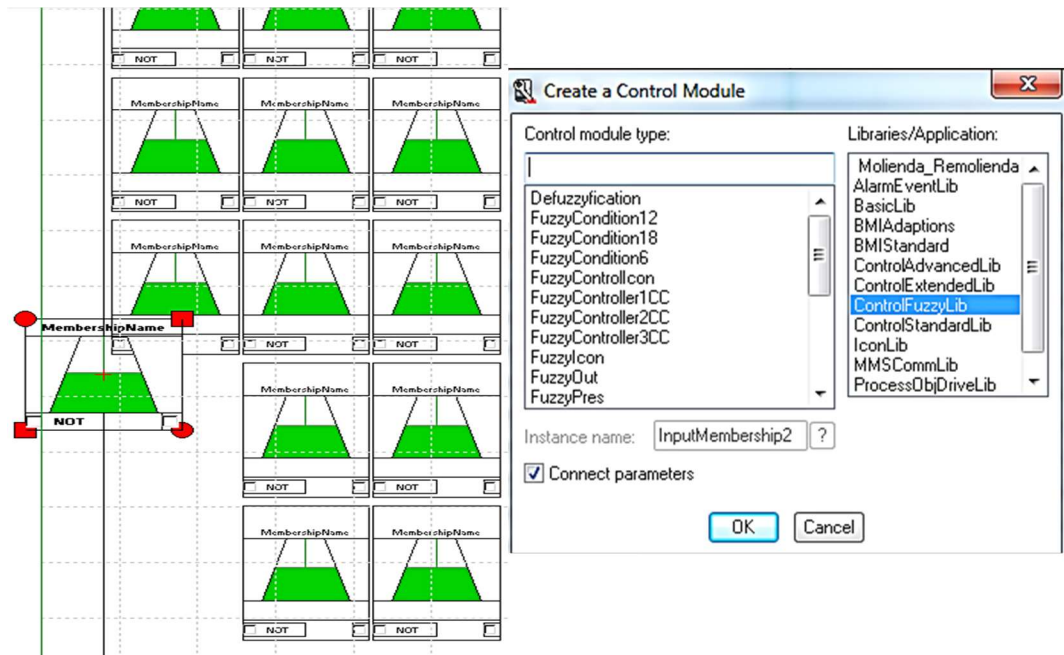 NOT NOT NOT
MembershipName MembershipName MembershipName
NOT NOT NOT
MembershipName MembershipName MembershipName
NOT NOT NOT
MembershipName
NOT
NOT NOT
MembershipName MembershipName
NOT NOT
Create a Control Module
Control module type:
Defuzzyfication
FuzzyCondition12
FuzzyCondition18
FuzzyCondition6
FuzzyControlIcon
FuzzyController1CC
FuzzyController2CC
FuzzyController3CC
FuzzyIcon
FuzzyOut
FuzzyPres
Instance name: InputMembership2 ?
Connect parameters
OK Cancel
Libraries/Application:
Molienda_Remolienda
AlarmEventLib
BasicLib
BMIAdaptions
BMIStandard
ControlAdvancedLib
ControlExtendedLib
ControlFuzzyLib
ControlStandardLib
IconLib
MMSCommLib
ProcessObjDriveLib